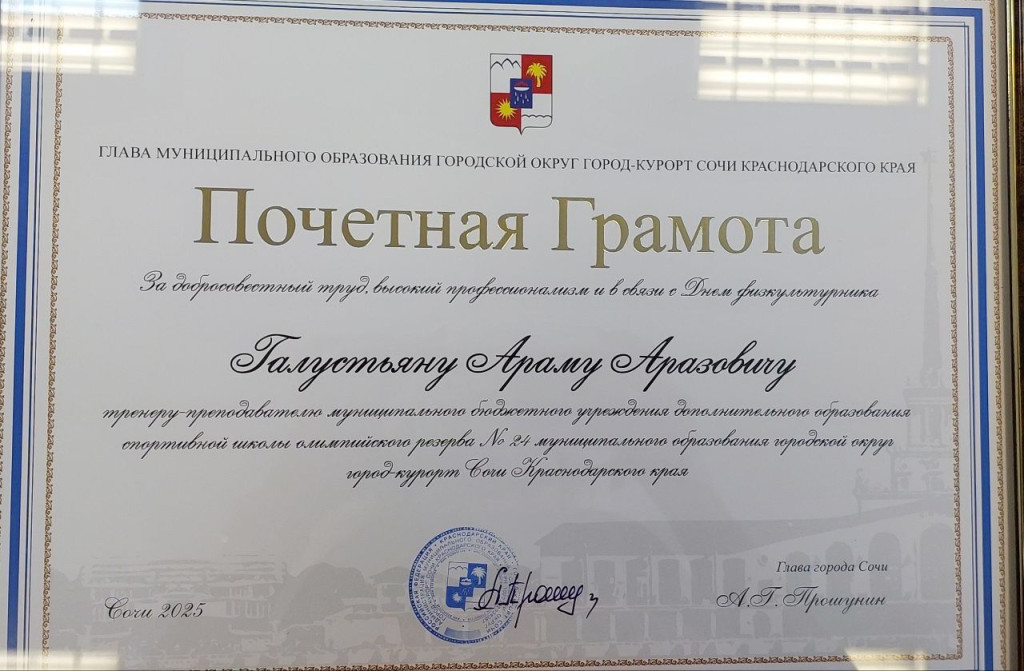 ГЛАВА МУНИЦИПАЛЬНОГО ОБРАЗОВАНИЯ ГОРОДСКОЙ ОКРУГ ГОРОД-КУРОРТ СОЧИ КРАСНОДАРСКОГО КРАЯ
Почетная Грамота
За добросовестный труд, высокий профессионализм и в связи с Днем физкультурника
Галустьяну Араму Аразовичу
тренеру-преподавателю муниципального бюджетного учреждения дополнительного образования
спортивной школы олимпийского резерва № 24 муниципального образования городской округ
город-курорт Сочи Краснодарского края
Глава города Сочи
Сочи 2025
А.Г. Прошунин